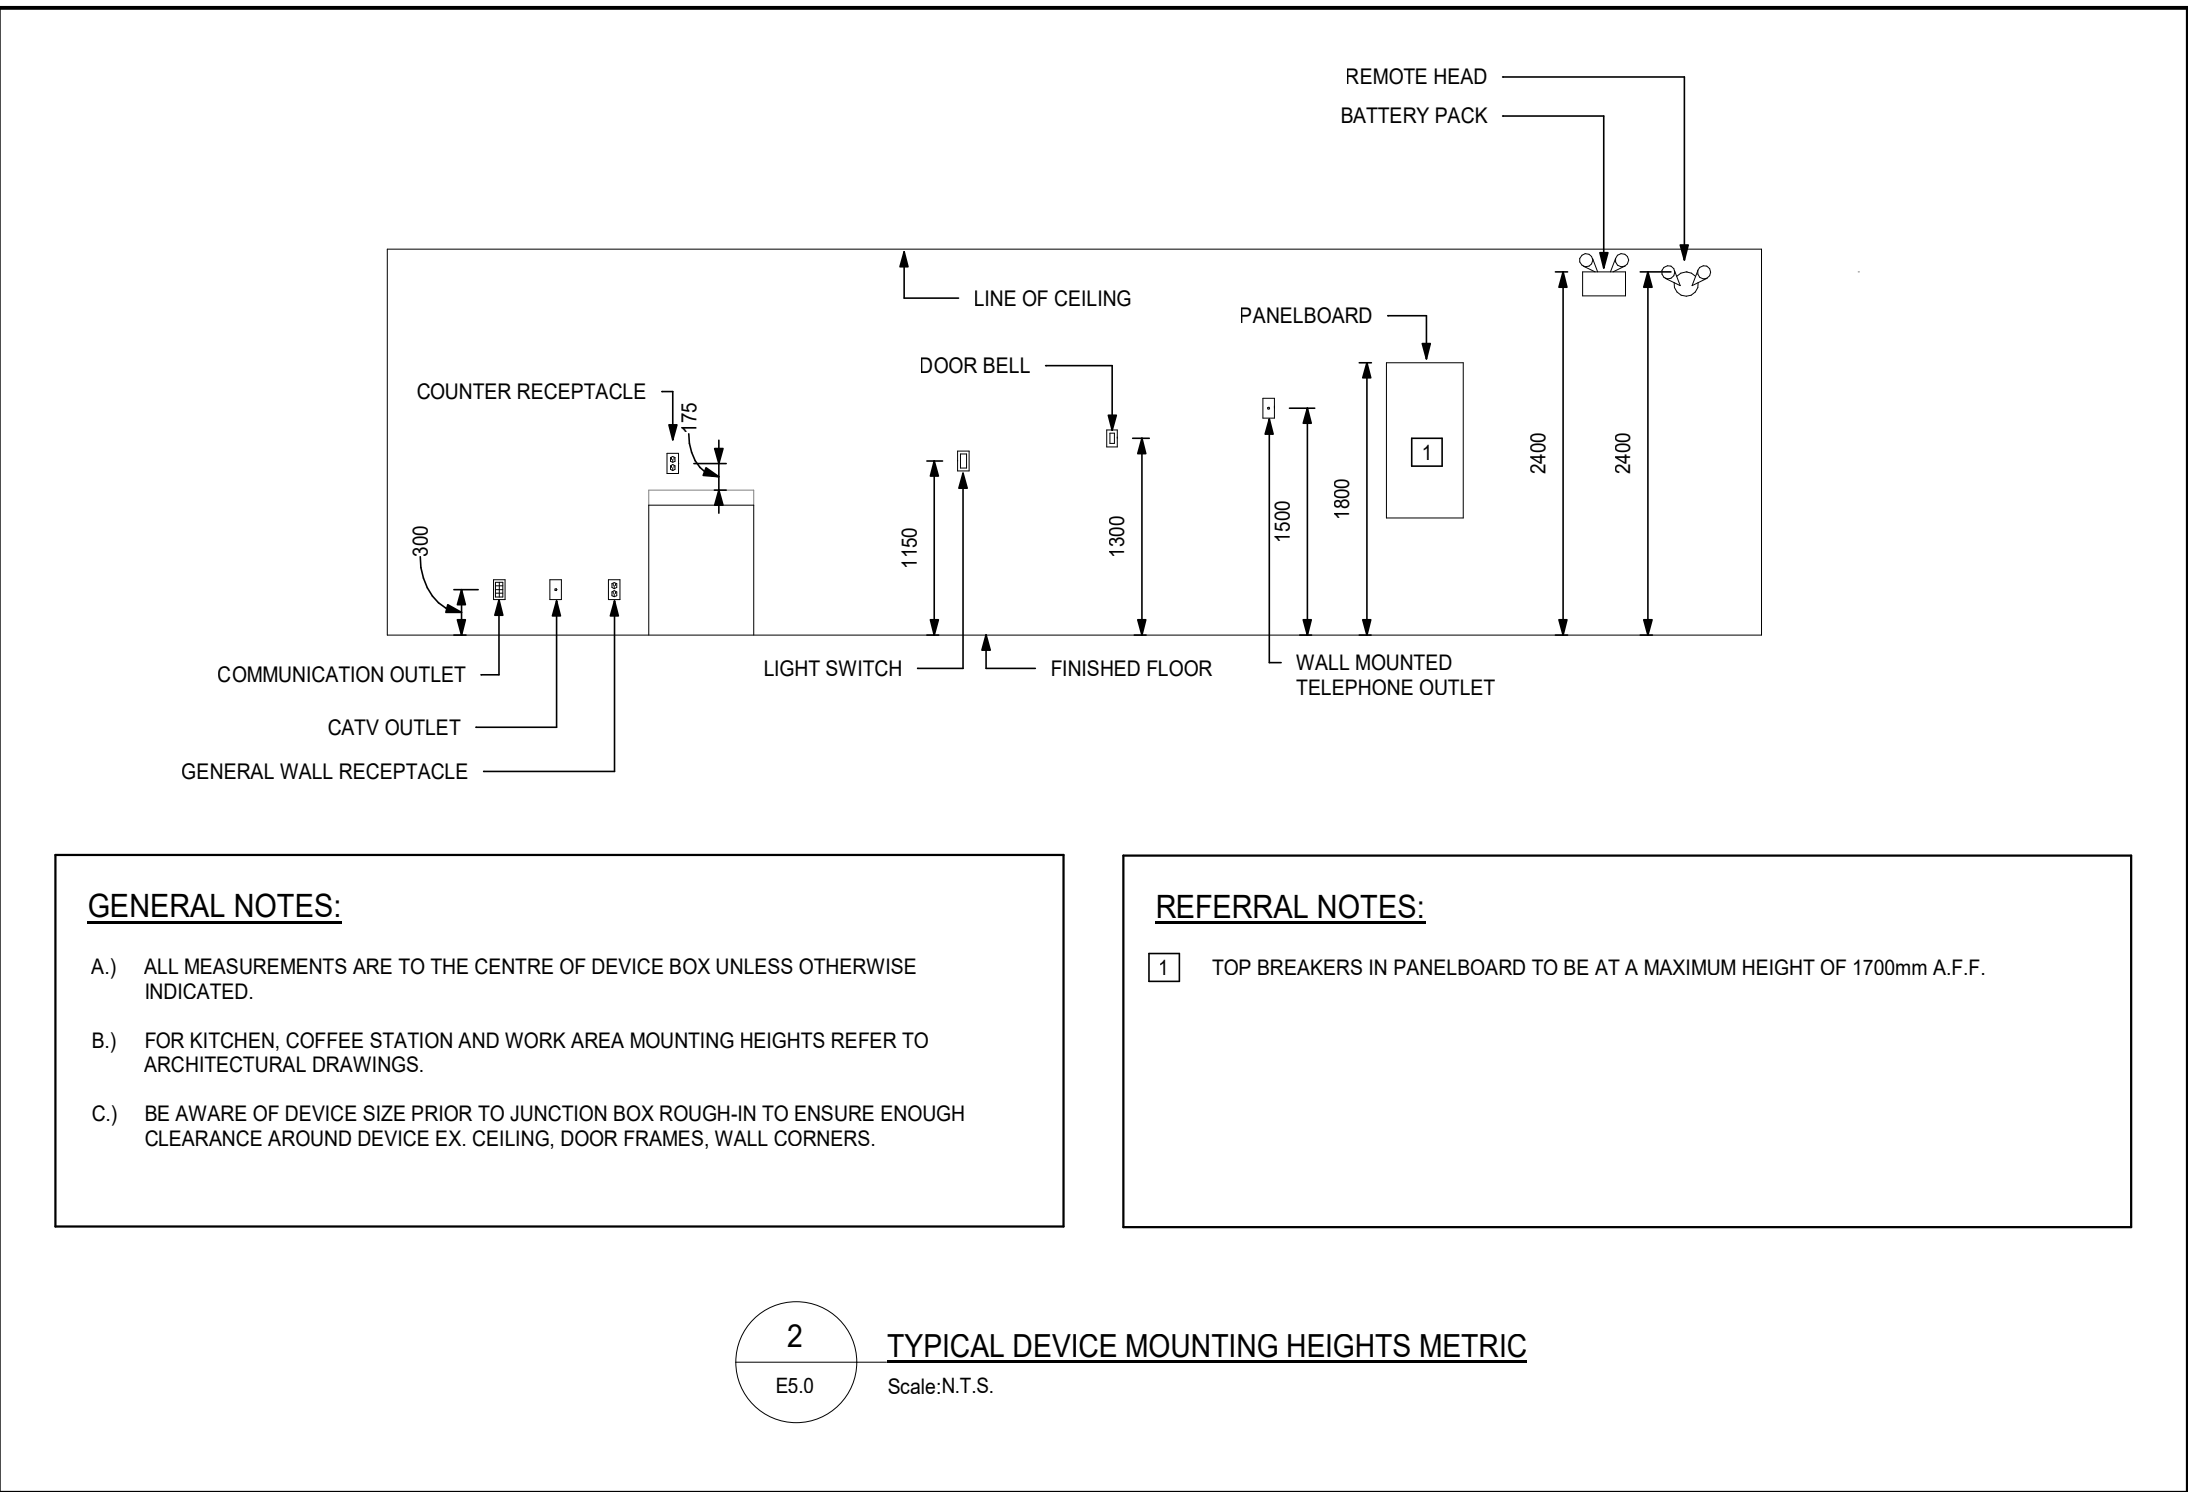 REMOTE HEAD
BATTERY PACK
LINE OF CEILING
PANELBOARD
DOOR BELL
COUNTER RECEPTACLE
175
1
2400
2400
1800
1500
1300
1150
300
COMMUNICATION OUTLET
LIGHT SWITCH
FINISHED FLOOR
WALL MOUNTED
TELEPHONE OUTLET
CATV OUTLET
GENERAL WALL RECEPTACLE
GENERAL NOTES:
A.) ALL MEASUREMENTS ARE TO THE CENTRE OF DEVICE BOX UNLESS OTHERWISE
INDICATED.
B.) FOR KITCHEN, COFFEE STATION AND WORK AREA MOUNTING HEIGHTS REFER TO
ARCHITECTURAL DRAWINGS.
C.) BE AWARE OF DEVICE SIZE PRIOR TO JUNCTION BOX ROUGH-IN TO ENSURE ENOUGH
CLEARANCE AROUND DEVICE EX. CEILING, DOOR FRAMES, WALL CORNERS.
REFERRAL NOTES:
1 TOP BREAKERS IN PANELBOARD TO BE AT A MAXIMUM HEIGHT OF 1700mm A.F.F.
2
E5.0
TYPICAL DEVICE MOUNTING HEIGHTS METRIC
Scale:N.T.S.